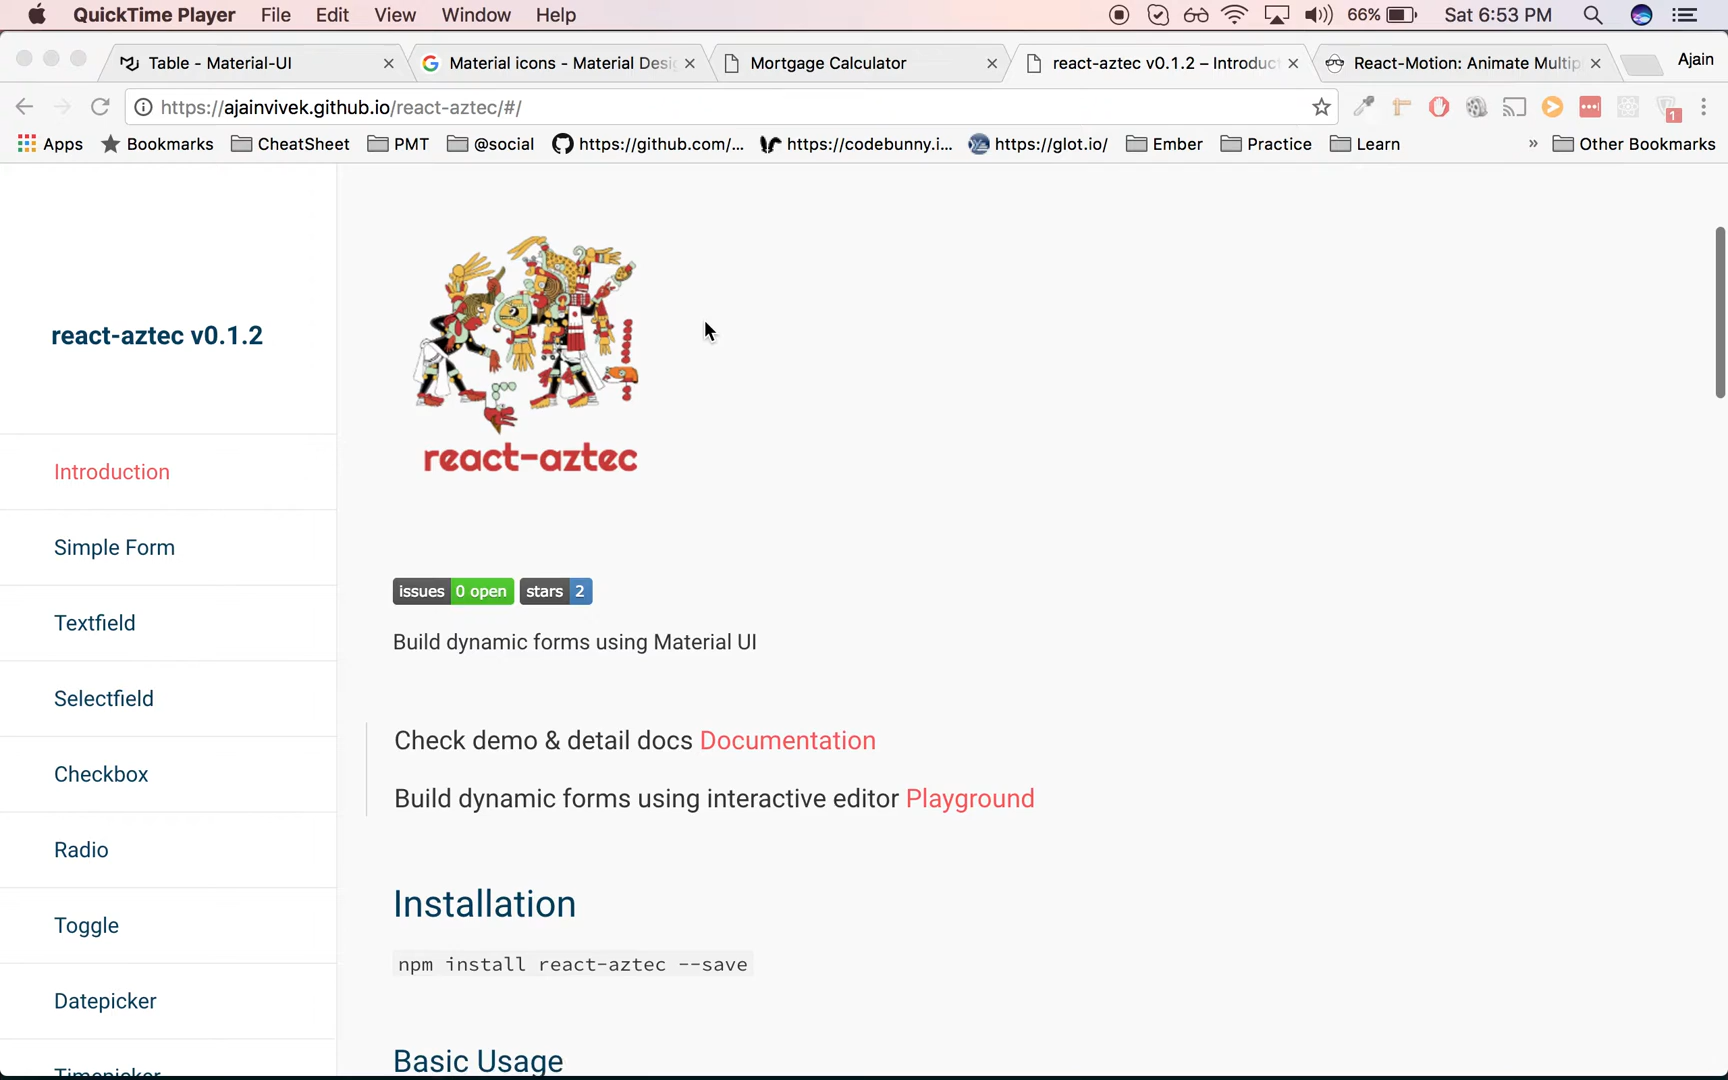 QuickTime Player File Edit View Window Help 66% Sat 6:53 PM
Table - Material-UI Material icons - Material Desi Mortgage Calculator react-aztec v0.1.2 – Introduc React-Motion: Animate Multip Ajain
https://ajainvivek.github.io/react-aztec/#/ 1
Apps Bookmarks CheatSheet PMT @social https://github.com/... https://codebunny.i... https://glot.io/ Ember Practice Learn » Other Bookmarks
react-aztec v0.1.2
Introduction
Simple Form
Textfield
Selectfield
Checkbox
Radio
Toggle
Datepicker
Timepicker
react-aztec
issues 0 open stars 2
Build dynamic forms using Material UI
Check demo & detail docs Documentation
Build dynamic forms using interactive editor Playground
Installation
npm install react-aztec --save
Basic Usage